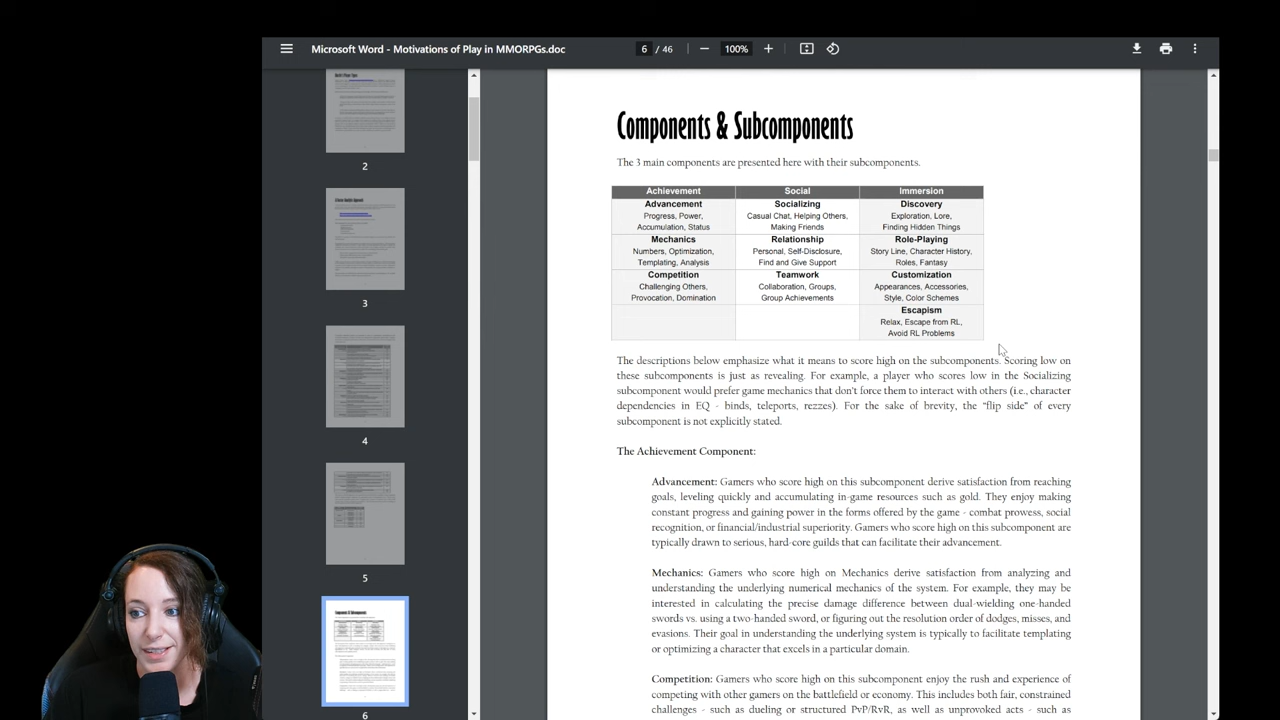 Microsoft Word - Motivations of Play in MMORPGs.doc
6 / 46
100%
2
3
4
5
6
Components & Subcomponents
The 3 main components are presented here with their subcomponents.
Achievement Social Immersion
Advancement Socializing Discovery
Progress, Power, Casual Chat, Helping Others, Exploration, Lore,
Accumulation, Status Making Friends Finding Hidden Things
Mechanics Relationship Role-Playing
Numbers, Optimization, Personal, Self-Disclosure, Story Line, Character History,
Templating, Analysis Find and Give Support Roles, Fantasy
Competition Teamwork Customization
Challenging Others, Collaboration, Groups, Appearances, Accessories,
Provocation, Domination Group Achievements Style, Color Schemes
Escapism
Relax, Escape from RL,
Avoid RL Problems
The descriptions below emphasize what it means to score high on the subcomponents. Scoring low on
these subcomponents is just as revealing. For example, a player who scores low in the Socializing
subcomponent would prefer game mechanics that don't force them to interact with others (i.e., character
dependencies in EQ - binds, teleports, rezzes). For the sake of brevity, the “flip side” of every
subcomponent is not explicitly stated.
The Achievement Component:
Advancement: Gamers who score high on this subcomponent derive satisfaction from reaching
goals, leveling quickly and accumulating in-game resources such as gold. They enjoy making
constant progress and gaining power in the forms offered by the game - combat prowess, social
recognition, or financial/industrial superiority. Gamers who score high on this subcomponent are
typically drawn to serious, hard-core guilds that can facilitate their advancement.
Mechanics: Gamers who score high on Mechanics derive satisfaction from analyzing and
understanding the underlying numerical mechanics of the system. For example, they may be
interested in calculating the precise damage difference between dual-wielding one-handed
swords vs. using a two-handed sword, or figuring out the resolution order of dodges, misses, and
evasions. Their goal in understanding the underlying system is typically to facilitate templating
or optimizing a character that excels in a particular domain.
Competition: Gamers who score high on this subcomponent enjoy the rush and experience of
competing with other gamers on the battlefield or economy. This includes both fair, constrained
challenges - such as dueling or structured PvP/RvR, as well as unprovoked acts - such as